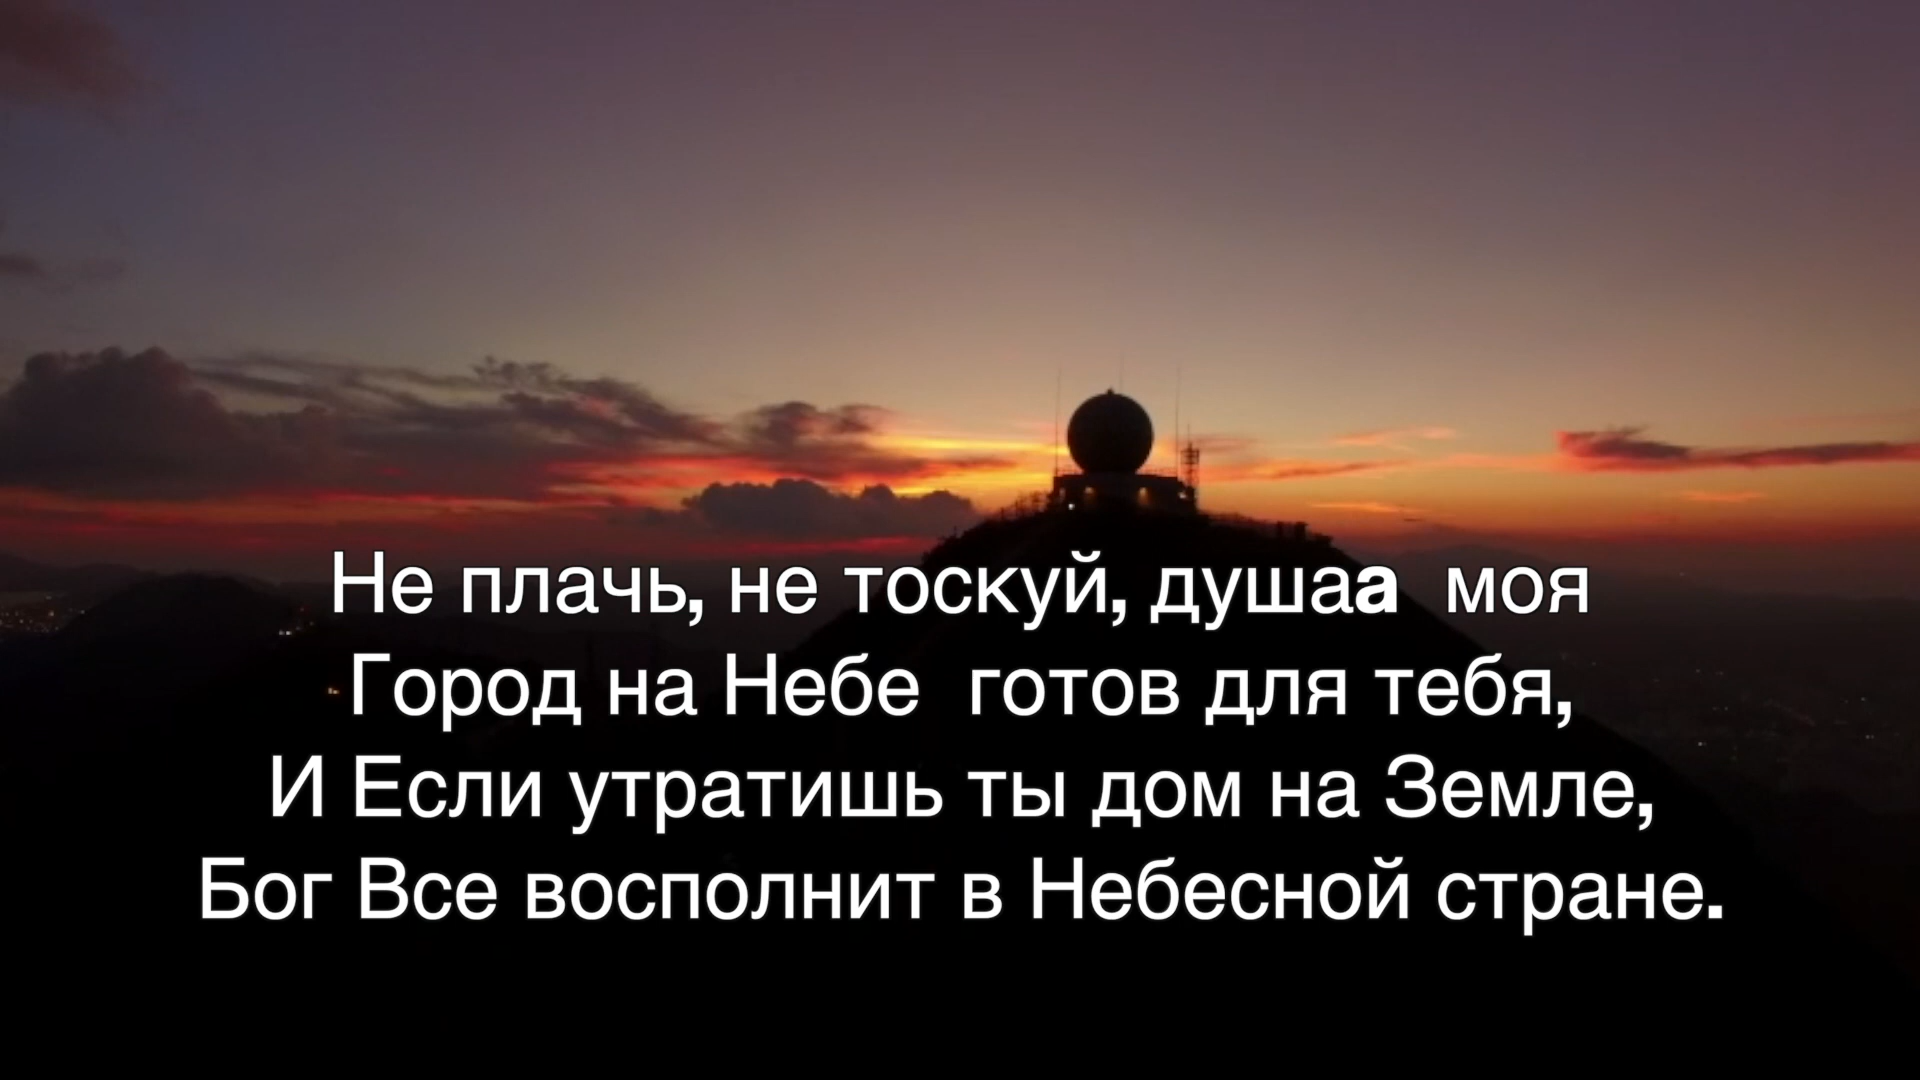 Не плачь, не тоскуй, душаа  моя
Город на Небе  готов для тебя,
И Если утратишь ты дом на Земле,
Бог Все восполнит в Небесной стране.